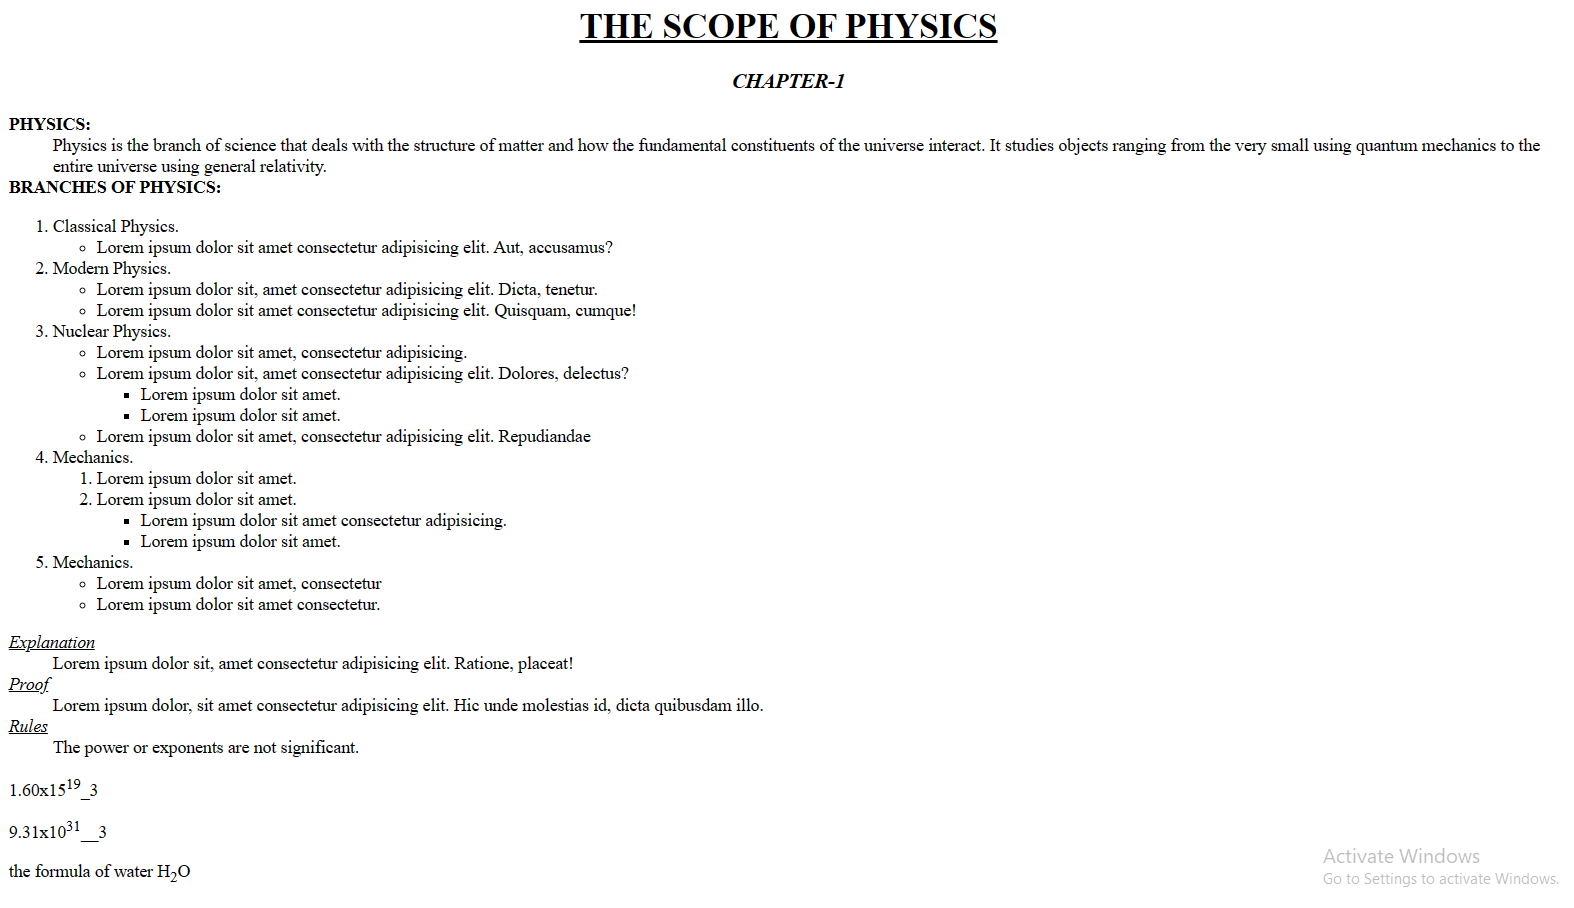 THE SCOPE OF PHYSICS
CHAPTER-1
PHYSICS:
Physics is the branch of science that deals with the structure of matter and how the fundamental constituents of the universe interact. It studies objects ranging from the very small using quantum mechanics to the
entire universe using general relativity.
BRANCHES OF PHYSICS:
1. Classical Physics.
◦ Lorem ipsum dolor sit amet consectetur adipisicing elit. Aut, accusamus?
2. Modern Physics.
◦ Lorem ipsum dolor sit, amet consectetur adipisicing elit. Dicta, tenetur.
◦ Lorem ipsum dolor sit amet consectetur adipisicing elit. Quisquam, cumque!
3. Nuclear Physics.
◦ Lorem ipsum dolor sit amet, consectetur adipisicing.
◦ Lorem ipsum dolor sit, amet consectetur adipisicing elit. Dolores, delectus?
▪ Lorem ipsum dolor sit amet.
▪ Lorem ipsum dolor sit amet.
◦ Lorem ipsum dolor sit amet, consectetur adipisicing elit. Repudiandae
4. Mechanics.
1. Lorem ipsum dolor sit amet.
2. Lorem ipsum dolor sit amet.
▪ Lorem ipsum dolor sit amet consectetur adipisicing.
▪ Lorem ipsum dolor sit amet.
5. Mechanics.
◦ Lorem ipsum dolor sit amet, consectetur
◦ Lorem ipsum dolor sit amet consectetur.
Explanation
Lorem ipsum dolor sit, amet consectetur adipisicing elit. Ratione, placeat!
Proof
Lorem ipsum dolor, sit amet consectetur adipisicing elit. Hic unde molestias id, dicta quibusdam illo.
Rules
The power or exponents are not significant.
1.60x15¹⁹_3
9.31x10³¹__3
the formula of water H₂O
Activate Windows
Go to Settings to activate Windows.